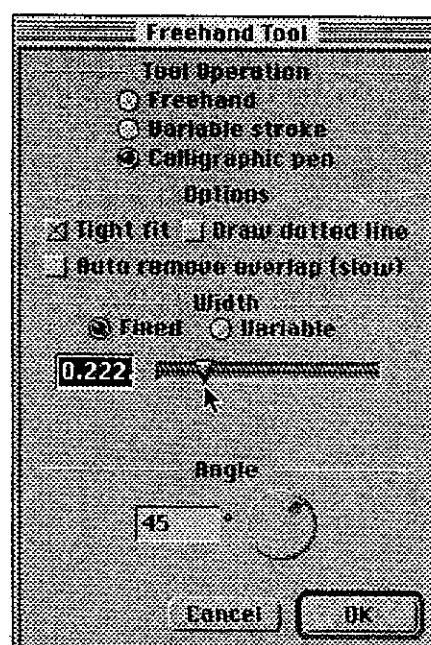 Freehand Tool
Tool Operation
Freehand
Variable stroke
Calligraphic pen
Options
Tight fit Draw dotted line
Auto remove overlap (slow)
Width
Fixed Variable
0.222
Angle
45 °
Cancel OK